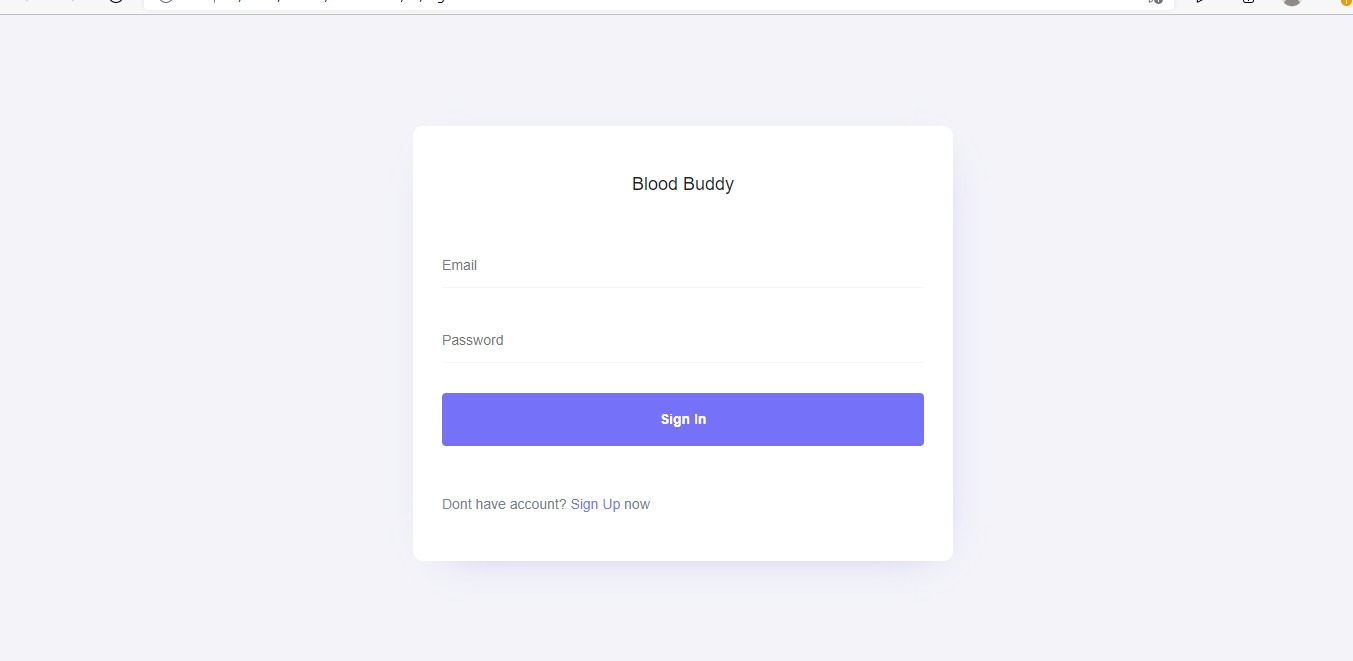 Blood Buddy
Email
Password
Sign In
Dont have account? Sign Up now